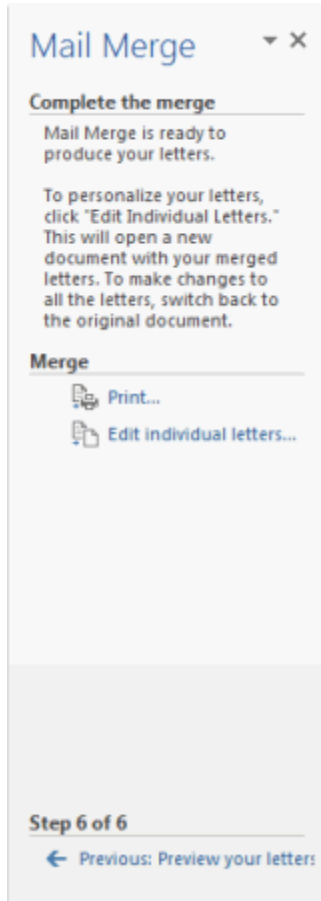 Mail Merge
Complete the merge
Mail Merge is ready to
produce your letters.
To personalize your letters,
click "Edit Individual Letters."
This will open a new
document with your merged
letters. To make changes to
all the letters, switch back to
the original document.
Merge
Print...
Edit individual letters...
Step 6 of 6
Previous: Preview your letters